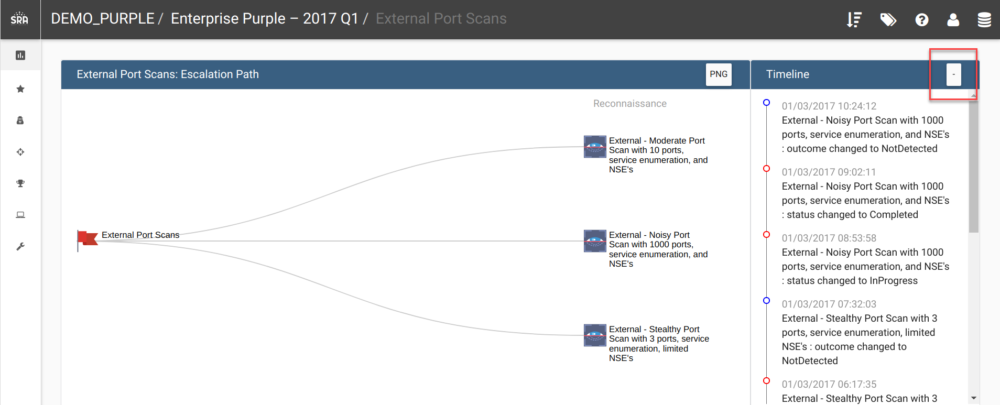 SRA
DEMO_PURPLE / Enterprise Purple – 2017 Q1 / External Port Scans
External Port Scans: Escalation Path
PNG
Timeline
-
Reconnaissance
External - Moderate Port
Scan with 10 ports,
service enumeration, and
NSE's
External Port Scans
External - Noisy Port
Scan with 1000 ports,
service enumeration, and
NSE's
External - Stealthy Port
Scan with 3 ports, service
enumeration, limited
NSE's
01/03/2017 10:24:12
External - Noisy Port Scan with 1000
ports, service enumeration, and NSE's
: outcome changed to NotDetected
01/03/2017 09:02:11
External - Noisy Port Scan with 1000
ports, service enumeration, and NSE's
: status changed to Completed
01/03/2017 08:53:58
External - Noisy Port Scan with 1000
ports, service enumeration, and NSE's
: status changed to InProgress
01/03/2017 07:32:03
External - Stealthy Port Scan with 3
ports, service enumeration, limited
NSE's : outcome changed to
NotDetected
01/03/2017 06:17:35
External - Stealthy Port Scan with 3